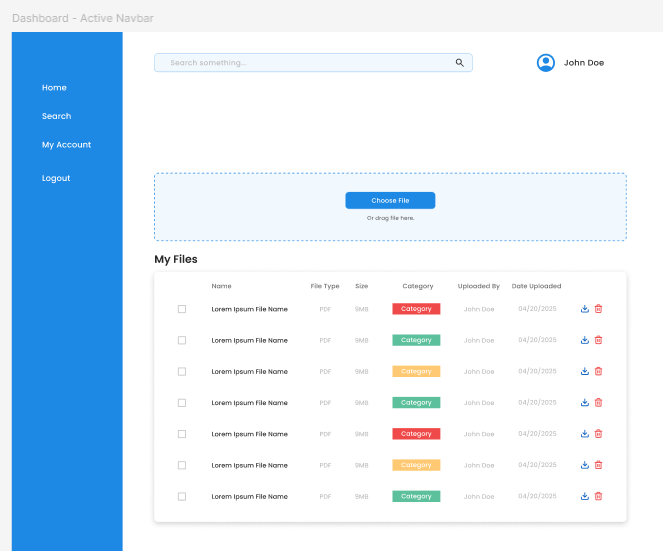 Dashboard - Active Navbar
Home
Search
My Account
Logout
Search something...
John Doe
Choose File
Or drag file here.
My Files
Name File Type Size Category Uploaded By Date Uploaded
Lorem Ipsum File Name PDF 9MB Category John Doe 04/20/2025
Lorem Ipsum File Name PDF 9MB Category John Doe 04/20/2025
Lorem Ipsum File Name PDF 9MB Category John Doe 04/20/2025
Lorem Ipsum File Name PDF 9MB Category John Doe 04/20/2025
Lorem Ipsum File Name PDF 9MB Category John Doe 04/20/2025
Lorem Ipsum File Name PDF 9MB Category John Doe 04/20/2025
Lorem Ipsum File Name PDF 9MB Category John Doe 04/20/2025